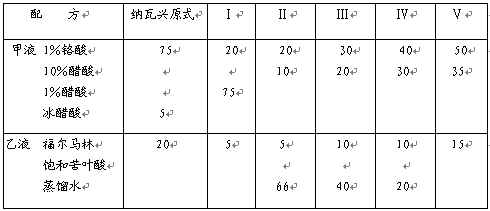 配 方 纳瓦兴原式 I II III IV V
甲液 1%铬酸 75 20 20 30 40 50
10%醋酸 10 20 30 35
1%醋酸 75
冰醋酸 5
乙液 福尔马林 20 5 5 10 10 15
饱和苦叶酸
蒸馏水 66 40 20